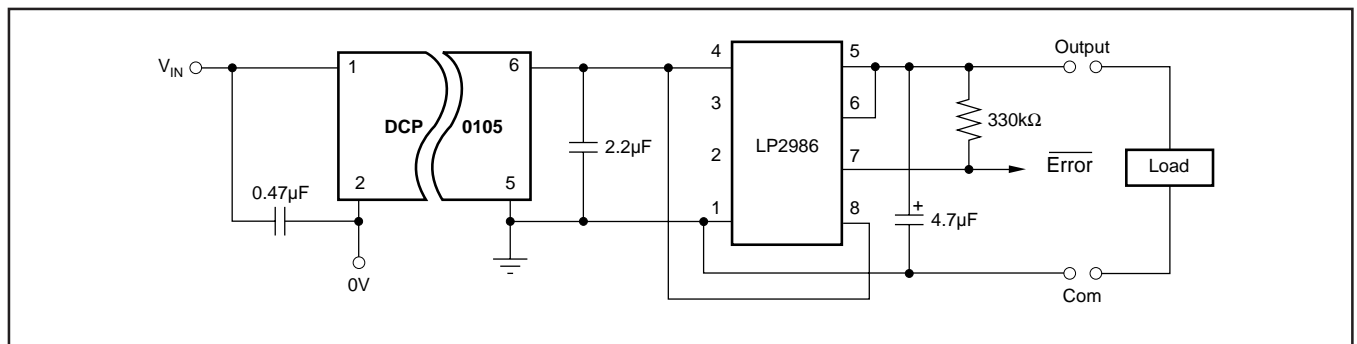 V_IN
1
DCP
0105
6
2
5
0.47µF
0V
2.2µF
4
3
2
1
LP2986
5
6
7
8
330kΩ
Error
+
4.7µF
Output
Load
Com